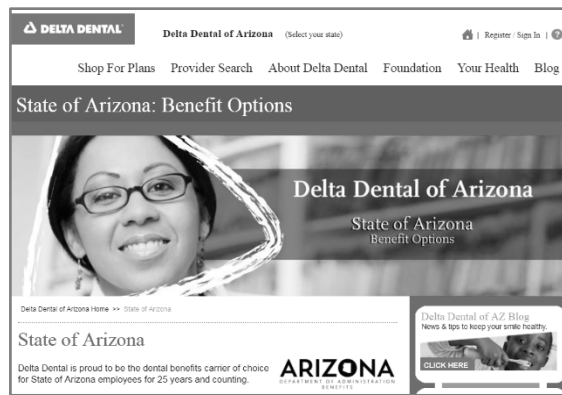 DELTA DENTAL
Delta Dental of Arizona (Select your state) | Register / Sign In |
Shop For Plans Provider Search About Delta Dental Foundation Your Health Blog
State of Arizona: Benefit Options
Delta Dental of Arizona
State of Arizona
Benefit Options
Delta Dental of Arizona Home >> State of Arizona
State of Arizona
Delta Dental is proud to be the dental benefits carrier of choice
for State of Arizona employees for 25 years and counting.
ARIZONA
DEPARTMENT OF ADMINISTRATION
BENEFITS
Delta Dental of AZ Blog
News & tips to keep your smile healthy.
CLICK HERE